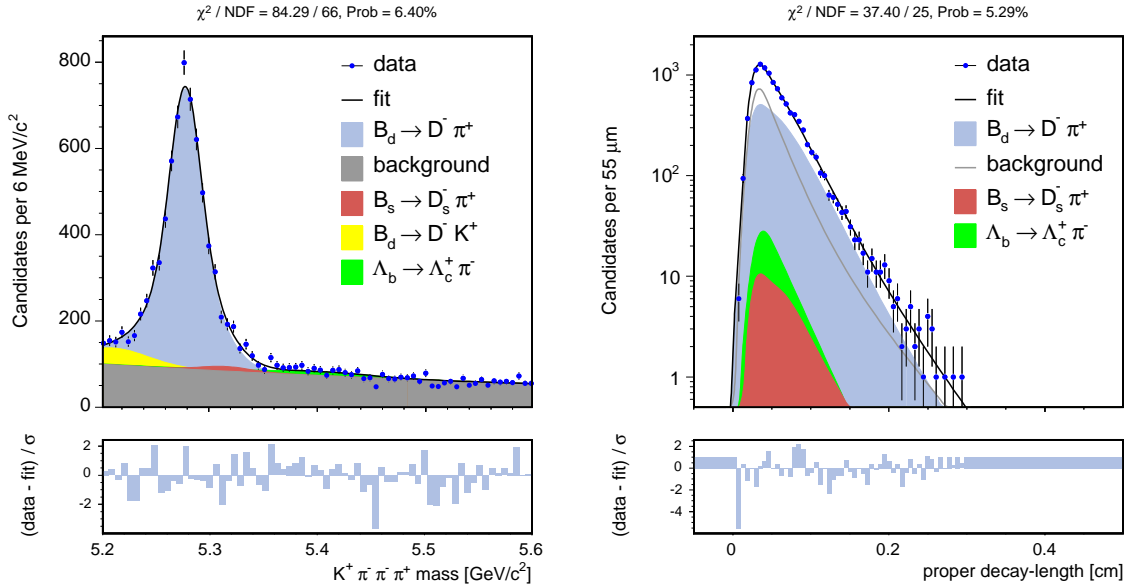 χ² / NDF = 84.29 / 66, Prob = 6.40%
Candidates per 6 MeV/c²
800
600
400
200
0
data
fit
B_d → D⁻ π⁺
background
B_s → D_s⁻ π⁺
B_d → D⁻ K⁺
Λ_b → Λ_c⁺ π⁻
(data - fit) / σ
2
0
-2
5.2 5.3 5.4 5.5 5.6
K⁺ π⁻ π⁻ π⁺ mass [GeV/c²]
χ² / NDF = 37.40 / 25, Prob = 5.29%
Candidates per 55 μm
10³
10²
10
1
data
fit
B_d → D⁻ π⁺
background
B_s → D_s⁻ π⁺
Λ_b → Λ_c⁺ π⁻
(data - fit) / σ
2
0
-2
-4
-6
0 0.2 0.4
proper decay-length [cm]